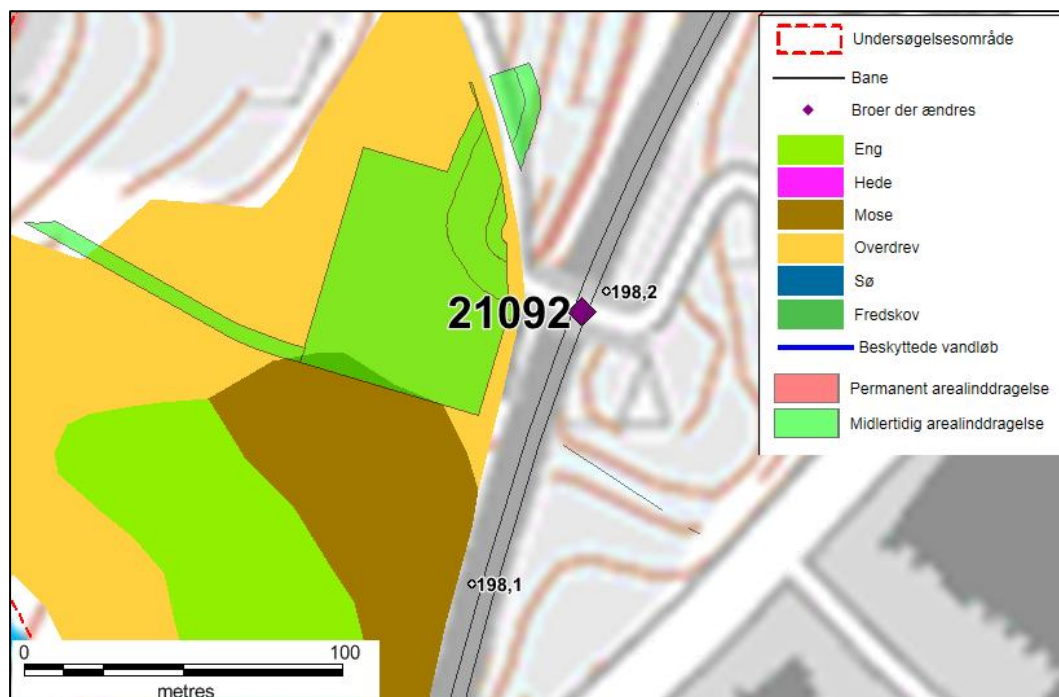 Undersøgelsesområde
Bane
Broer der ændres
Eng
Hede
Mose
Overdrev
Sø
Fredskov
Beskyttede vandløb
Permanent arealinddragelse
Midlertidig arealinddragelse
198,2
21092
198,1
0 100
metres